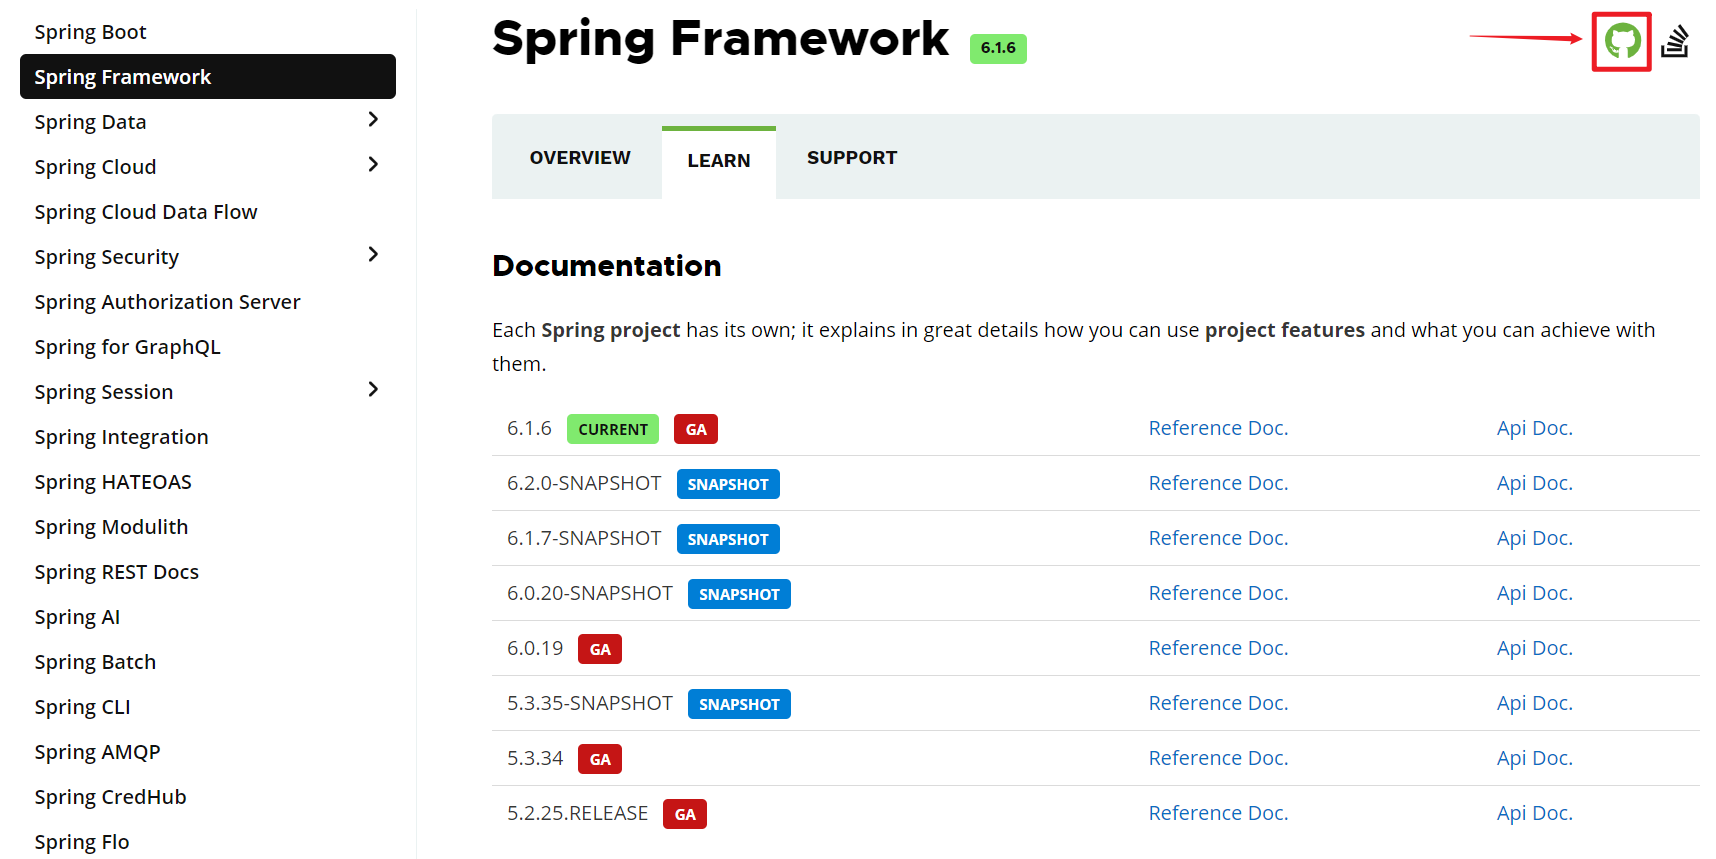 Spring Boot
Spring Framework
Spring Data
Spring Cloud
Spring Cloud Data Flow
Spring Security
Spring Authorization Server
Spring for GraphQL
Spring Session
Spring Integration
Spring HATEOAS
Spring Modulith
Spring REST Docs
Spring AI
Spring Batch
Spring CLI
Spring AMQP
Spring CredHub
Spring Flo
Spring Framework 6.1.6
OVERVIEW LEARN SUPPORT
Documentation
Each Spring project has its own; it explains in great details how you can use project features and what you can achieve with
them.
6.1.6 CURRENT GA Reference Doc. Api Doc.
6.2.0-SNAPSHOT SNAPSHOT Reference Doc. Api Doc.
6.1.7-SNAPSHOT SNAPSHOT Reference Doc. Api Doc.
6.0.20-SNAPSHOT SNAPSHOT Reference Doc. Api Doc.
6.0.19 GA Reference Doc. Api Doc.
5.3.35-SNAPSHOT SNAPSHOT Reference Doc. Api Doc.
5.3.34 GA Reference Doc. Api Doc.
5.2.25.RELEASE GA Reference Doc. Api Doc.